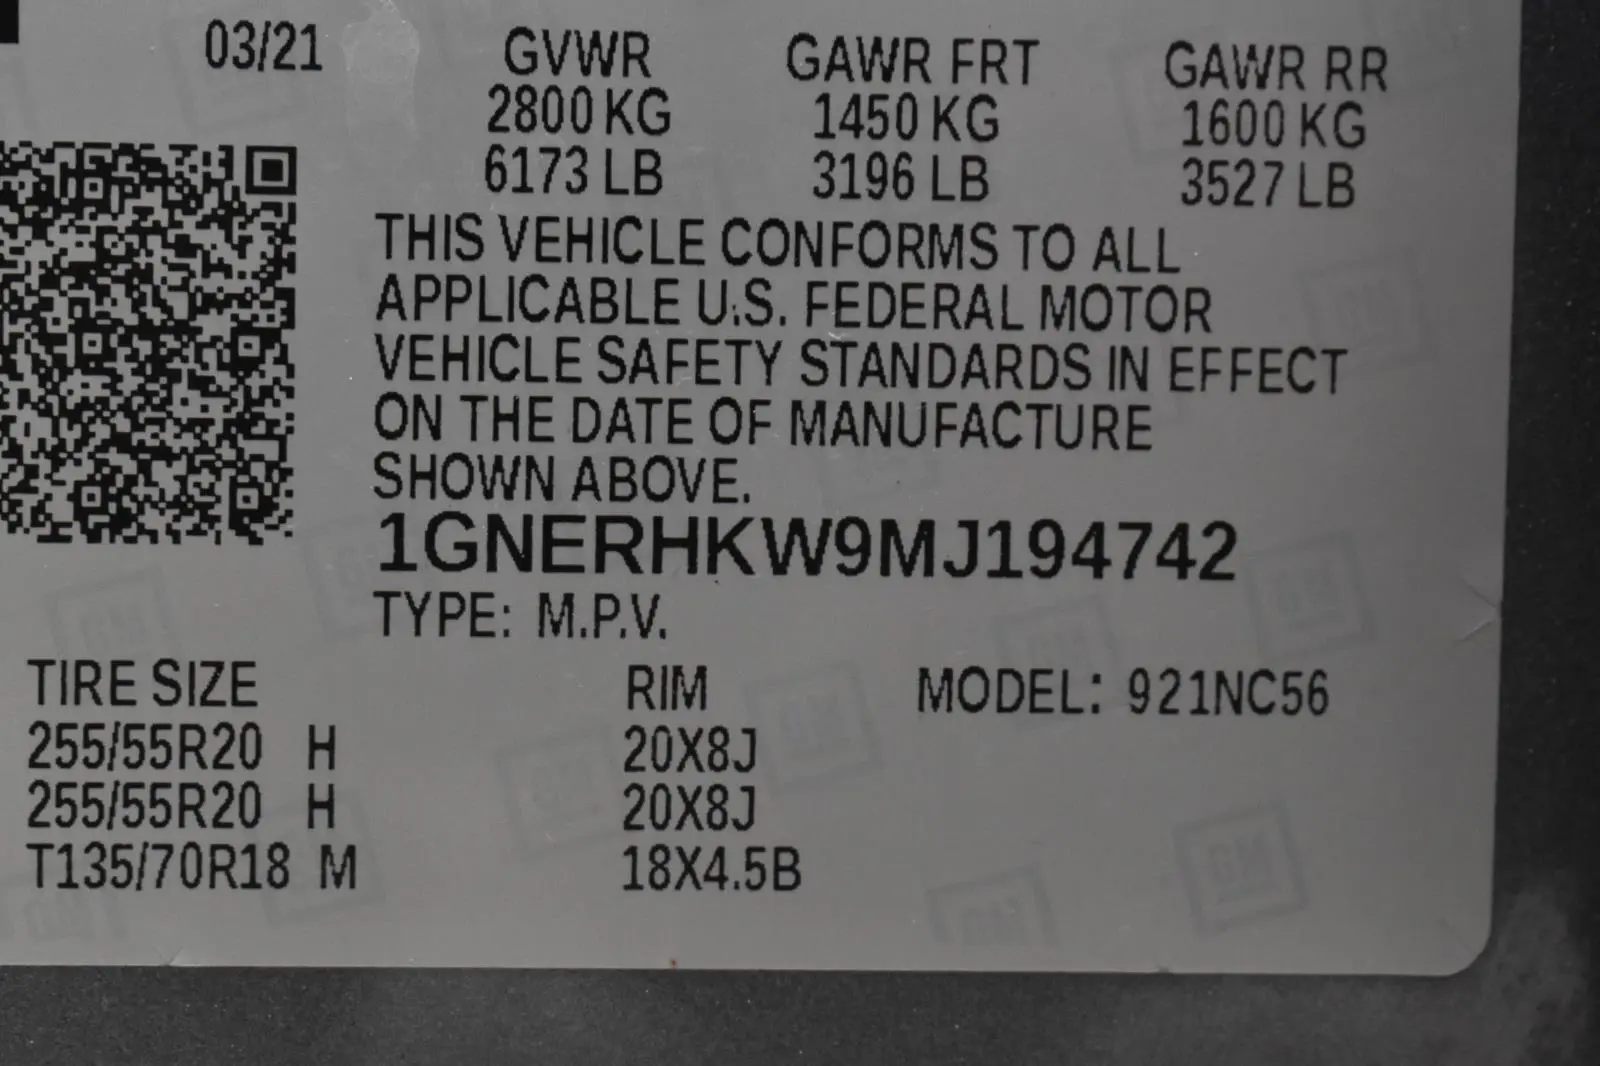 03/21
GVWR GAWR FRT GAWR RR
2800 KG 1450 KG 1600 KG
6173 LB 3196 LB 3527 LB
THIS VEHICLE CONFORMS TO ALL
APPLICABLE U.S. FEDERAL MOTOR
VEHICLE SAFETY STANDARDS IN EFFECT
ON THE DATE OF MANUFACTURE
SHOWN ABOVE.
1GNERHKW9MJ194742
TYPE: M.P.V.
TIRE SIZE RIM MODEL: 921NC56
255/55R20 H 20X8J
255/55R20 H 20X8J
T135/70R18 M 18X4.5B